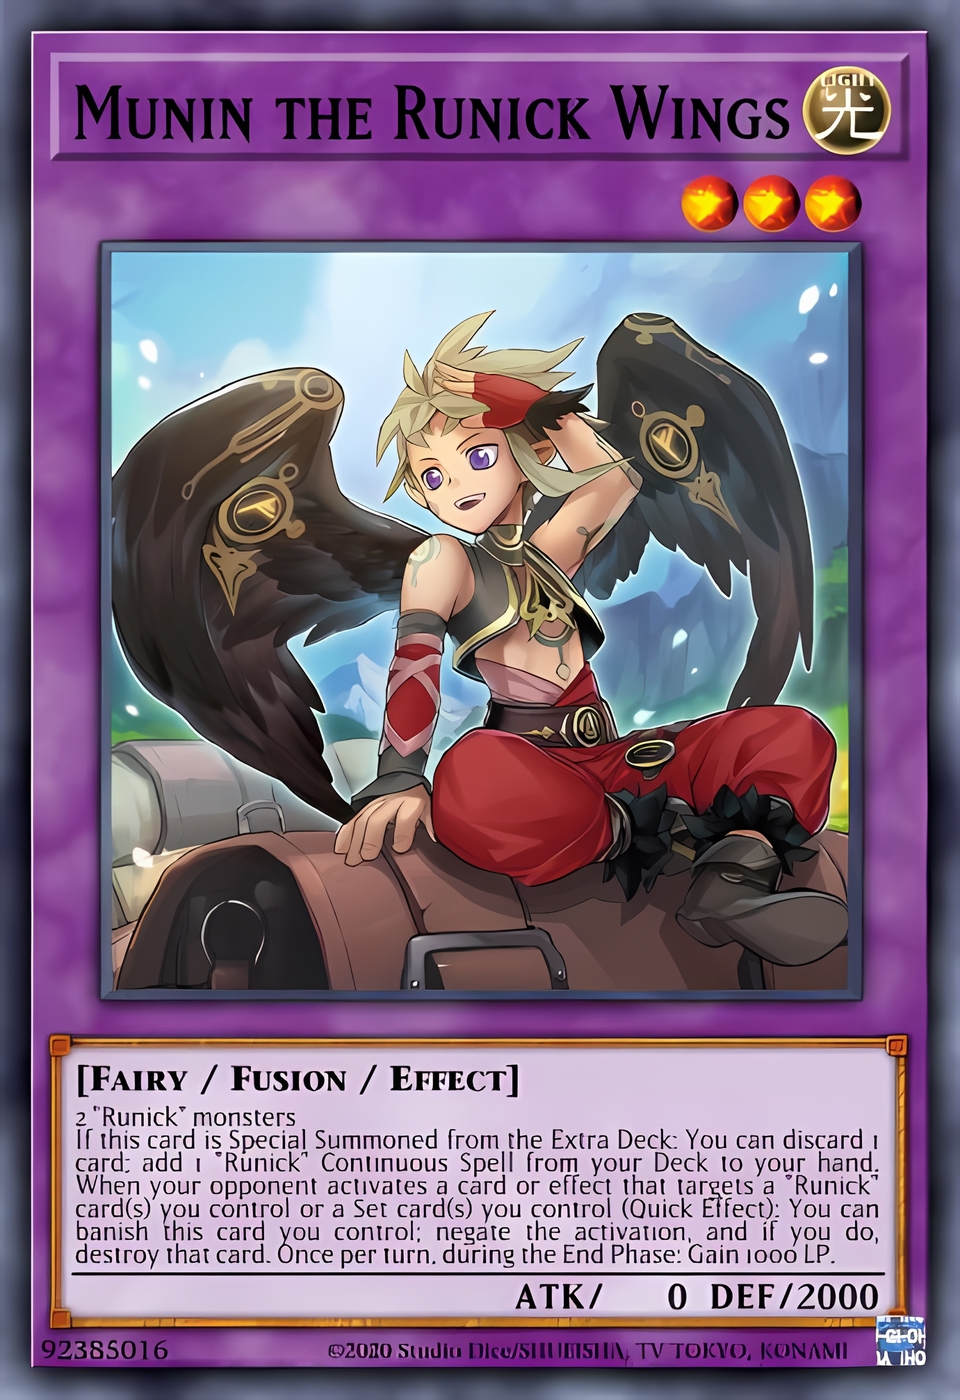 MUNIN THE RUNICK WINGS
光
[FAIRY / FUSION / EFFECT]
2 "Runick" monsters
If this card is Special Summoned from the Extra Deck: You can discard 1
card; add 1 "Runick" Continuous Spell from your Deck to your hand.
When your opponent activates a card or effect that targets a "Runick"
card(s) you control or a Set card(s) you control (Quick Effect): You can
banish this card you control; negate the activation, and if you do,
destroy that card. Once per turn, during the End Phase: Gain 1000 LP.
ATK/ 0 DEF/2000
92385016
©2020 Studio Dice/SHUEISHA, TV TOKYO, KONAMI